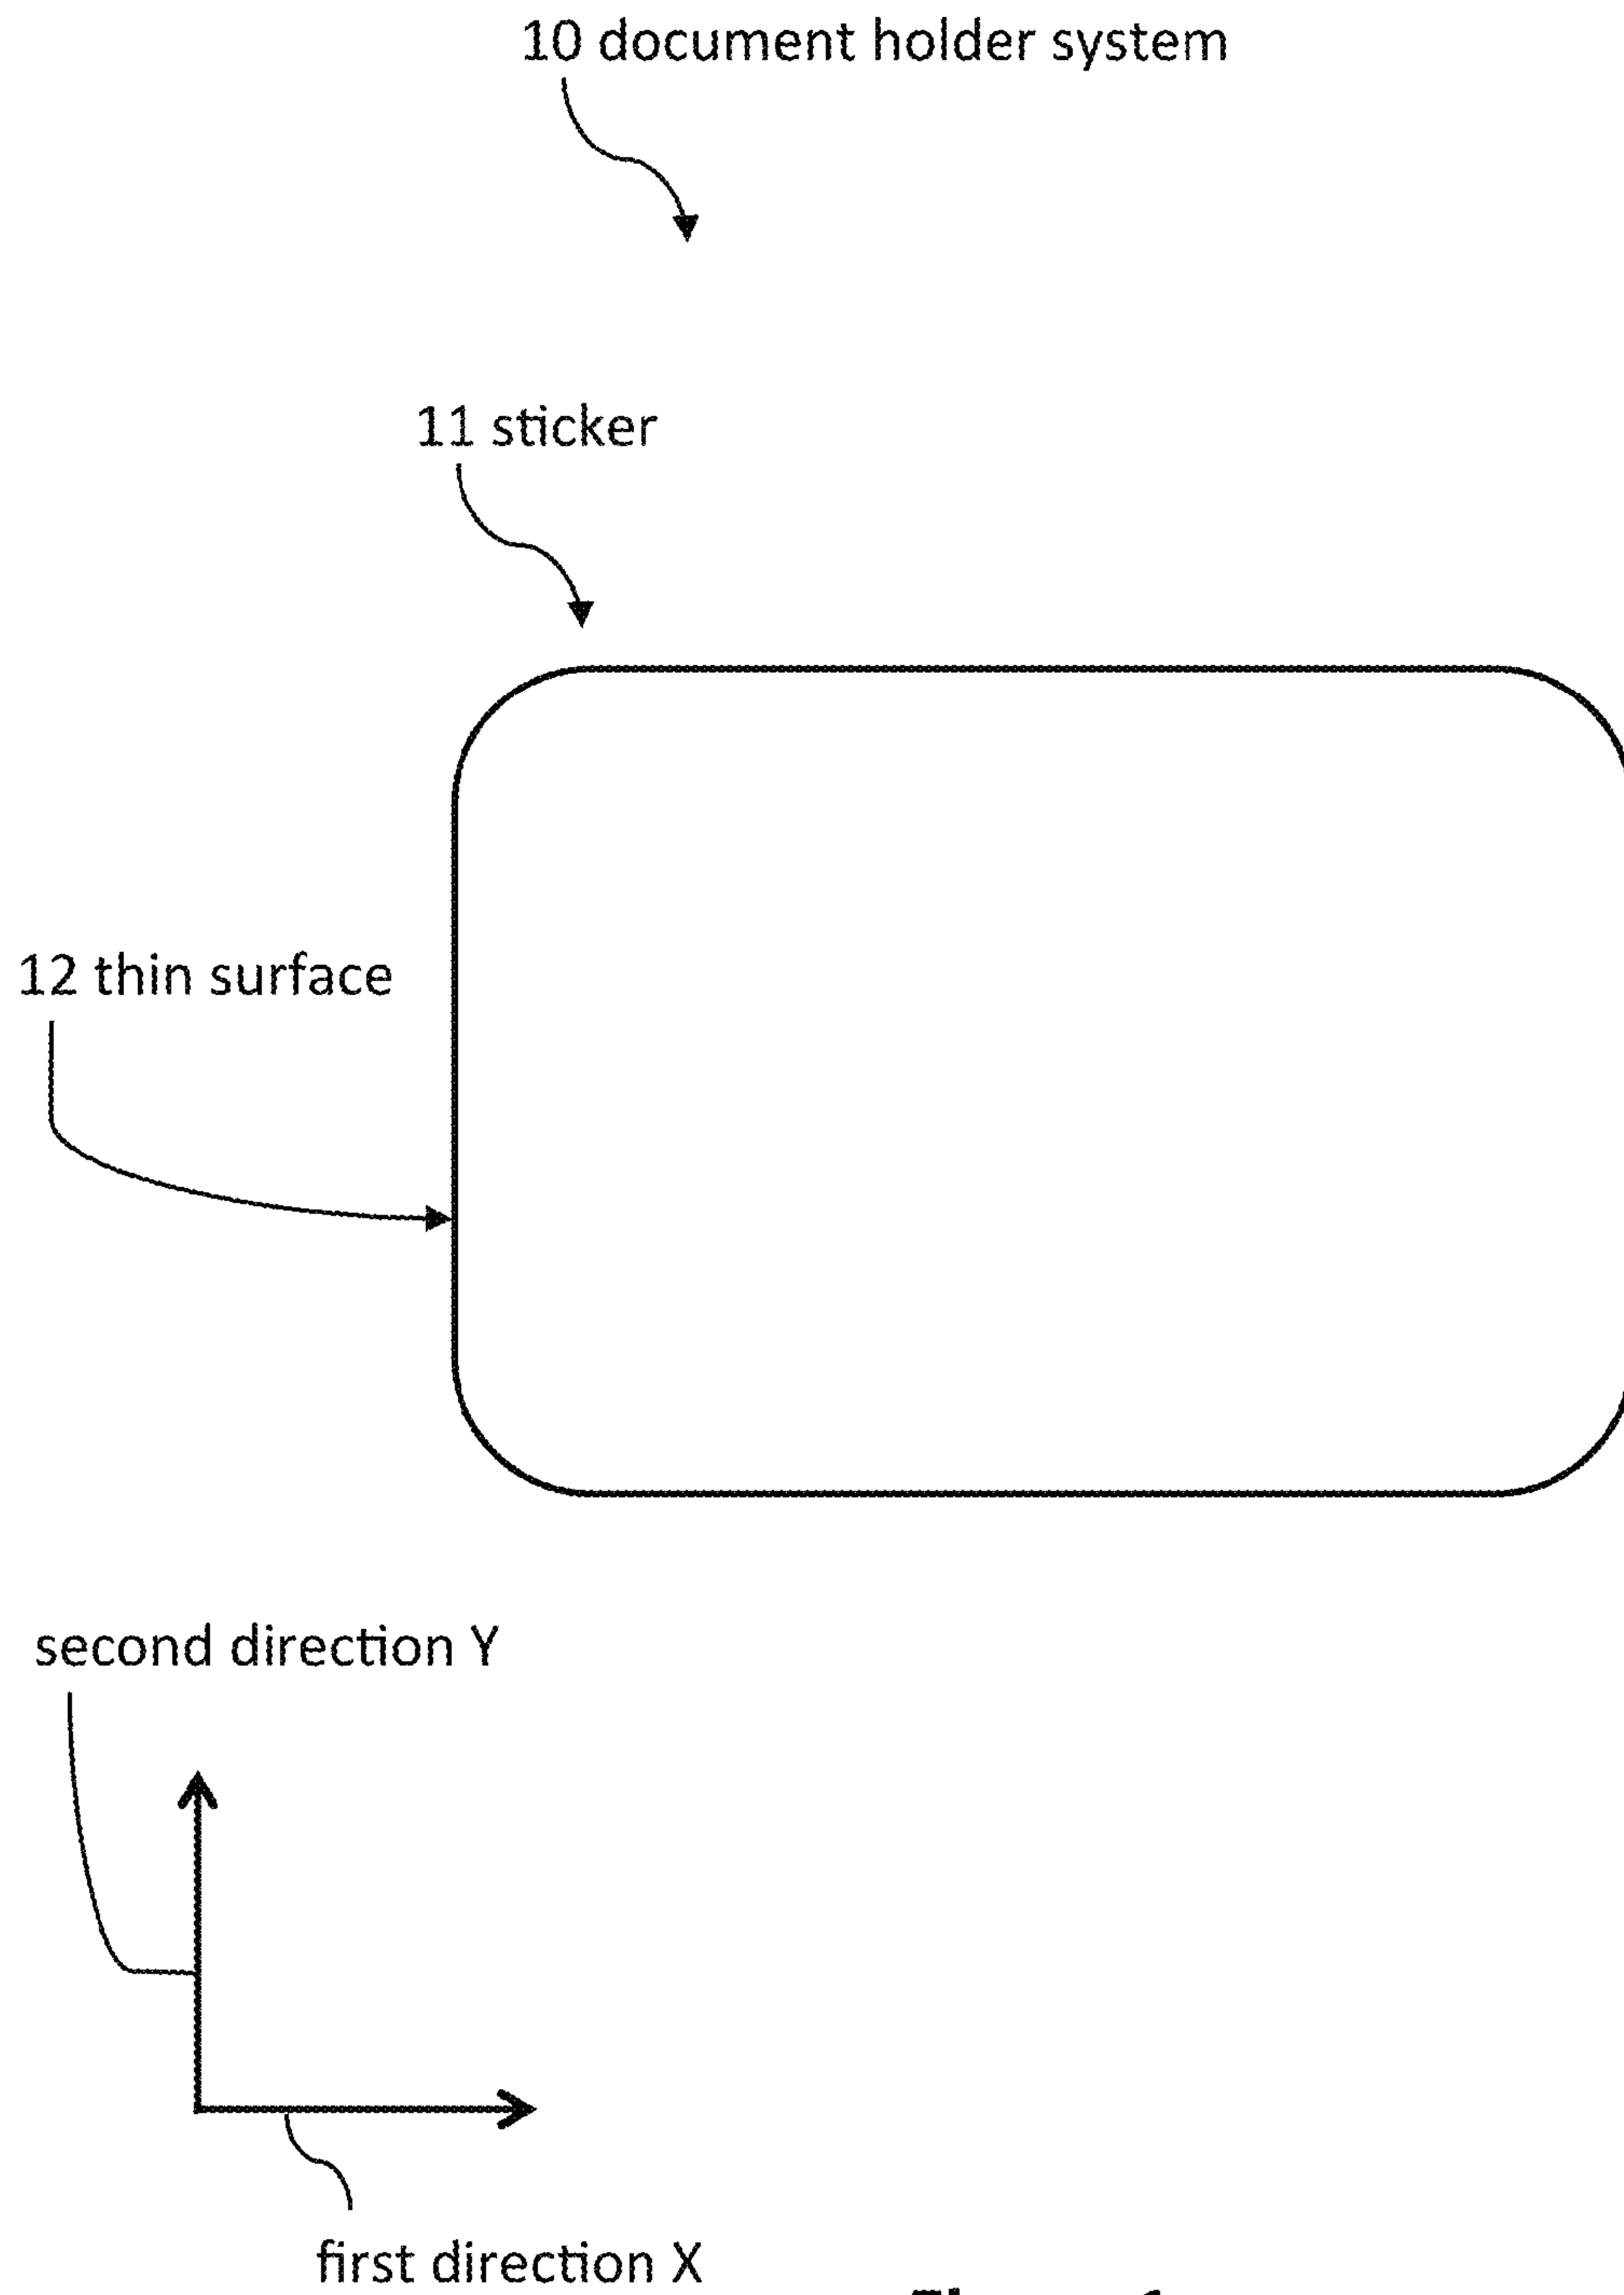 10 document holder system
11 sticker
12 thin surface
second direction Y
first direction X